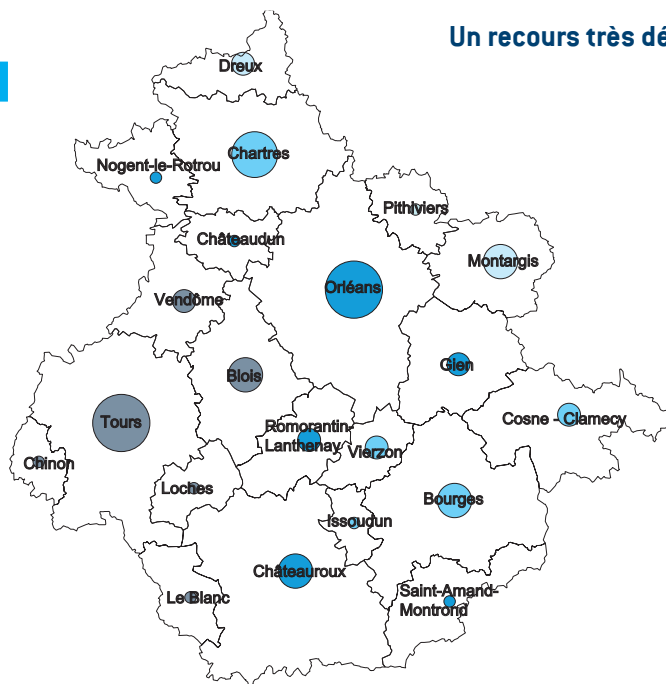 Un recours très dé
Dreux
Chartres
Nogent-le-Rotrou
Pithiviers
Châteaudun
Montargis
Orléans
Vendôme
Gien
Blois
Tours
Cosne - Clamecy
Romorantin-
Lanthenay
Vierzon
Chinon
Loches
Bourges
Issoudun
Châteauroux
Le Blanc
Saint-Amand-
Montrond